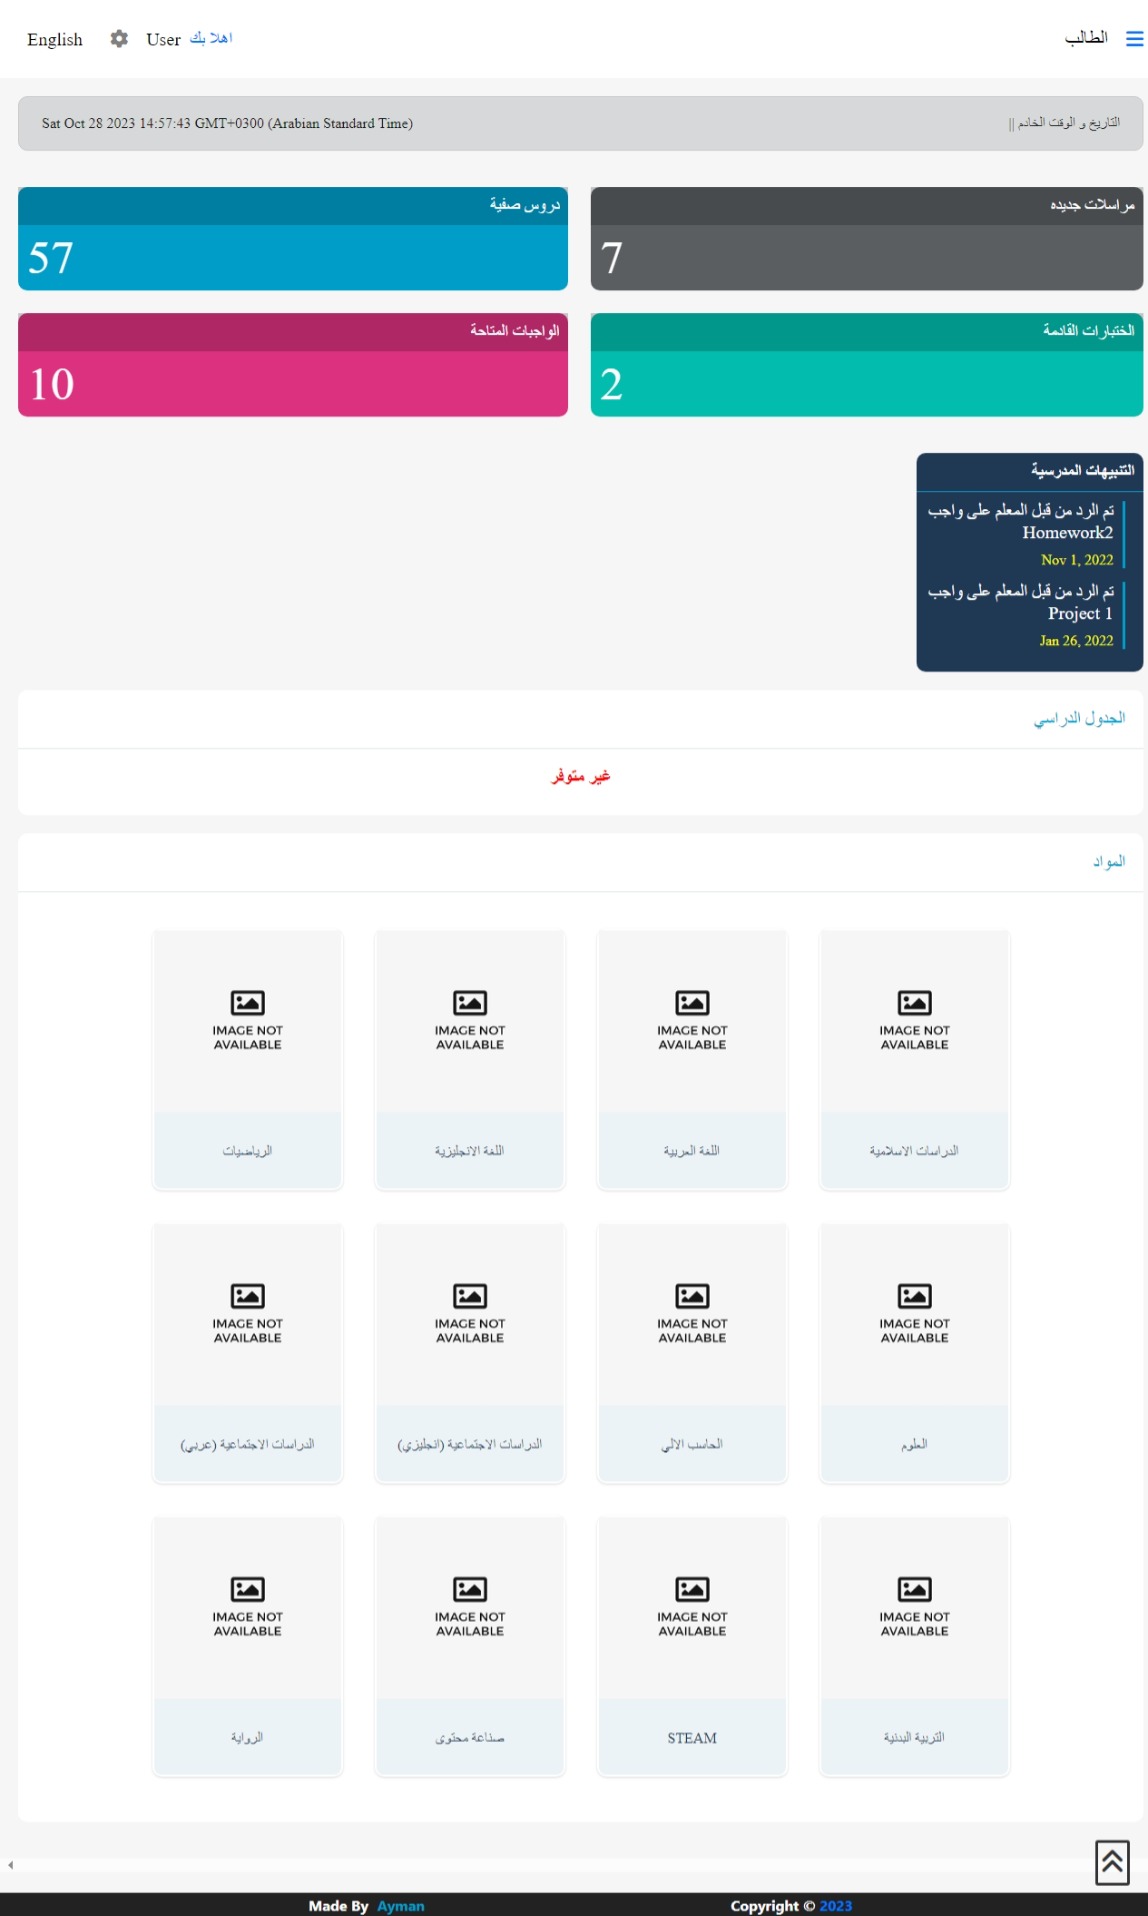 الطالب
اهلا بك User
English
التاريخ و الوقت الخادم ||
Sat Oct 28 2023 14:57:43 GMT+0300 (Arabian Standard Time)
مراسلات جديده
7
دروس صفية
57
الختبارات القادمة
2
الواجبات المتاحة
10
التنبيهات المدرسية
تم الرد من قبل المعلم على واجب
Homework2
Nov 1, 2022
تم الرد من قبل المعلم على واجب
Project 1
Jan 26, 2022
الجدول الدراسي
غير متوفر
المواد
IMAGE NOT
AVAILABLE
الدراسات الاسلامية
IMAGE NOT
AVAILABLE
اللغة العربية
IMAGE NOT
AVAILABLE
اللغة الانجليزية
IMAGE NOT
AVAILABLE
الرياضيات
IMAGE NOT
AVAILABLE
العلوم
IMAGE NOT
AVAILABLE
الحاسب الالي
IMAGE NOT
AVAILABLE
الدراسات الاجتماعية (انجليزي)
IMAGE NOT
AVAILABLE
الدراسات الاجتماعية (عربي)
IMAGE NOT
AVAILABLE
التربية البدنية
IMAGE NOT
AVAILABLE
STEAM
IMAGE NOT
AVAILABLE
صناعة محتوى
IMAGE NOT
AVAILABLE
الرواية
Copyright © 2023
Made By Ayman